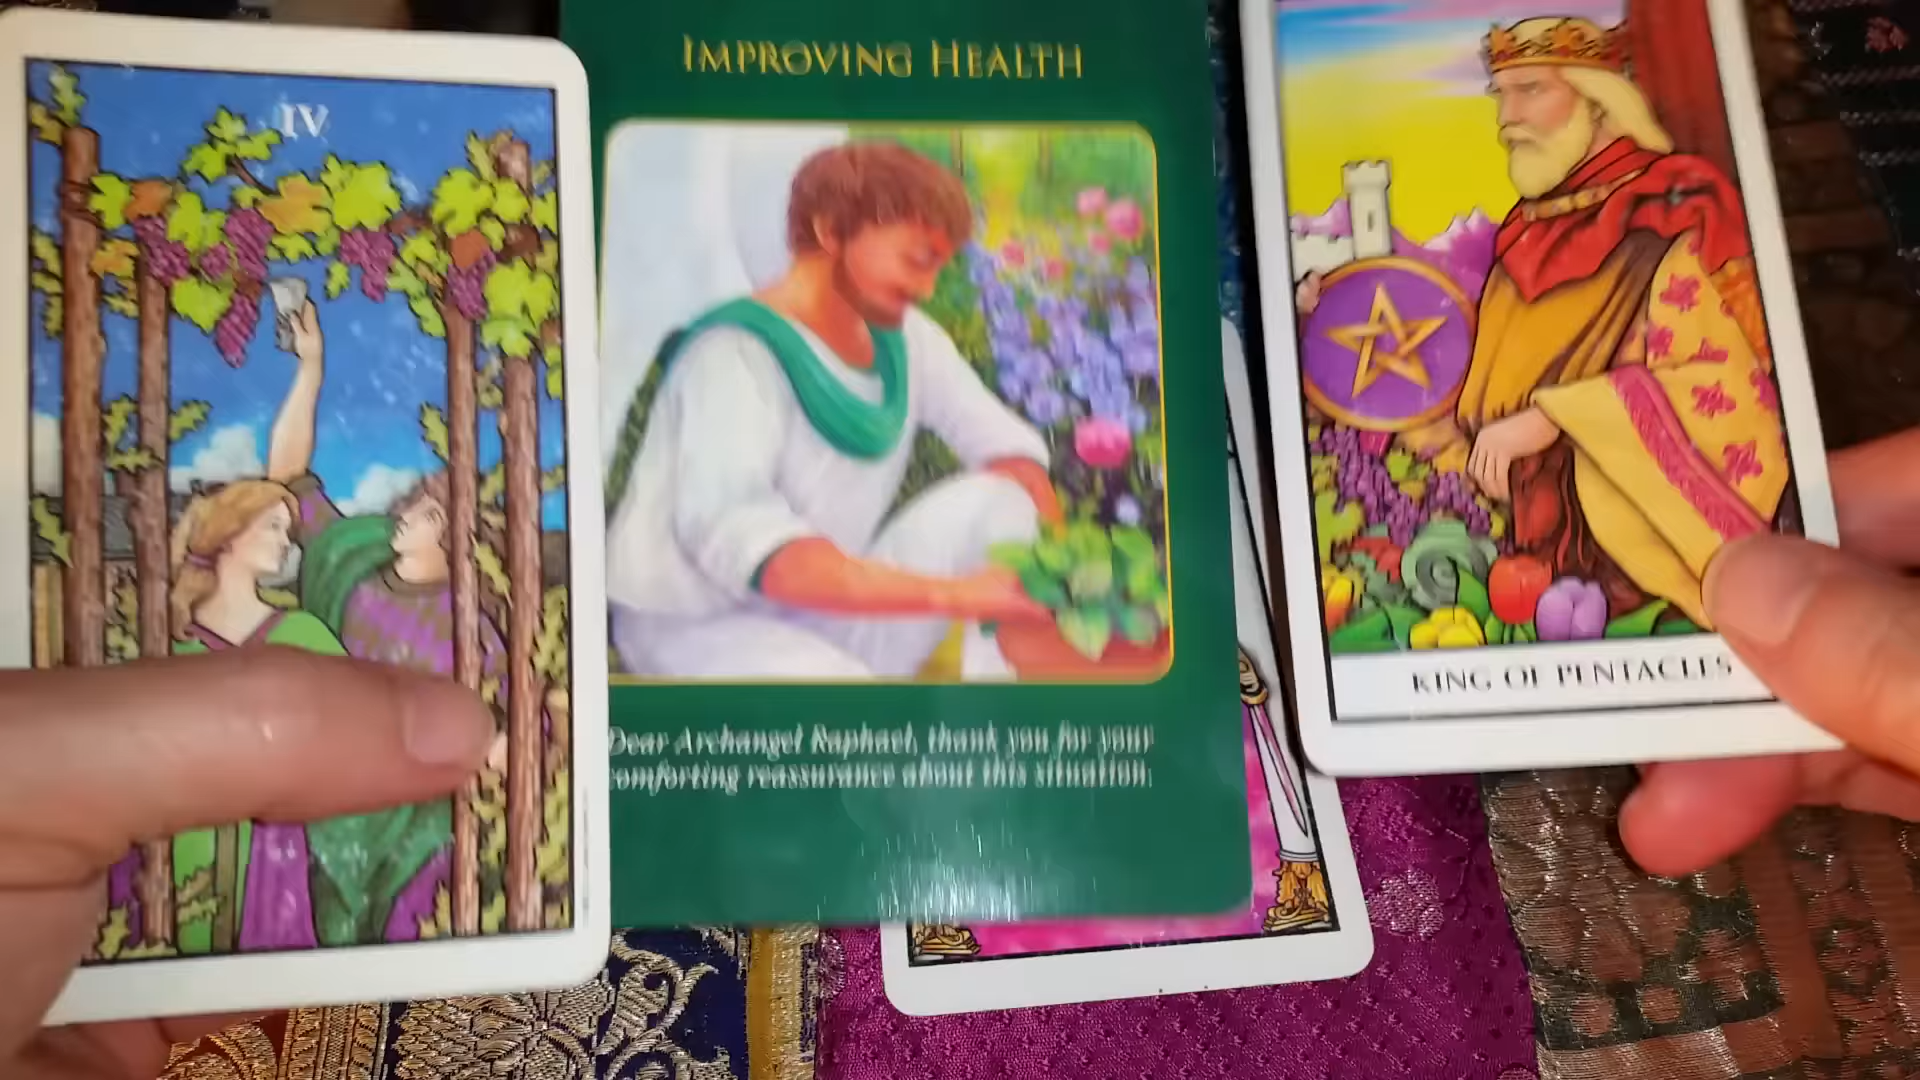 IV
IMPROVING HEALTH
Dear Archangel Raphael, thank you for your
comforting reassurance about this situation.
KING OF PENTACLES